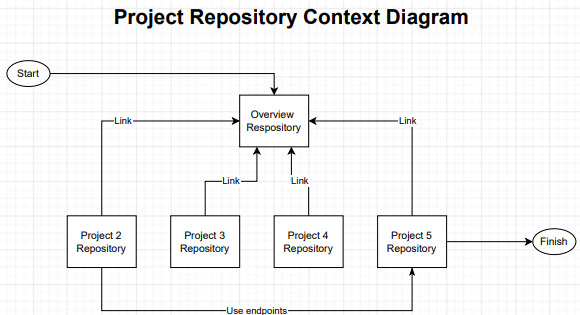 Project Repository Context Diagram
Start
Overview
Respository
Link
Link
Link
Link
Project 2
Repository
Project 3
Repository
Project 4
Repository
Project 5
Repository
Finish
Use endpoints